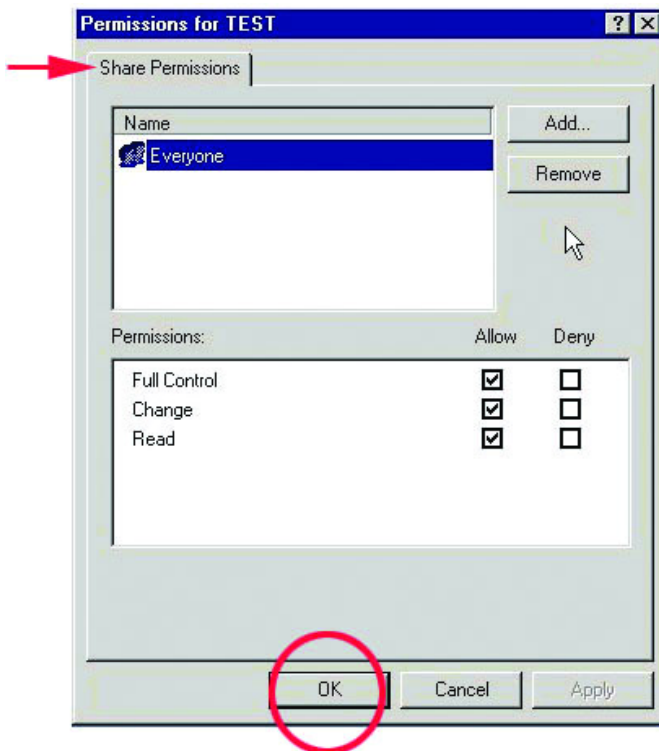 Permissions for TEST
Share Permissions
Name
Add...
Everyone
Remove
Permissions:
Allow
Deny
Full Control
Change
Read
OK
Cancel
Apply